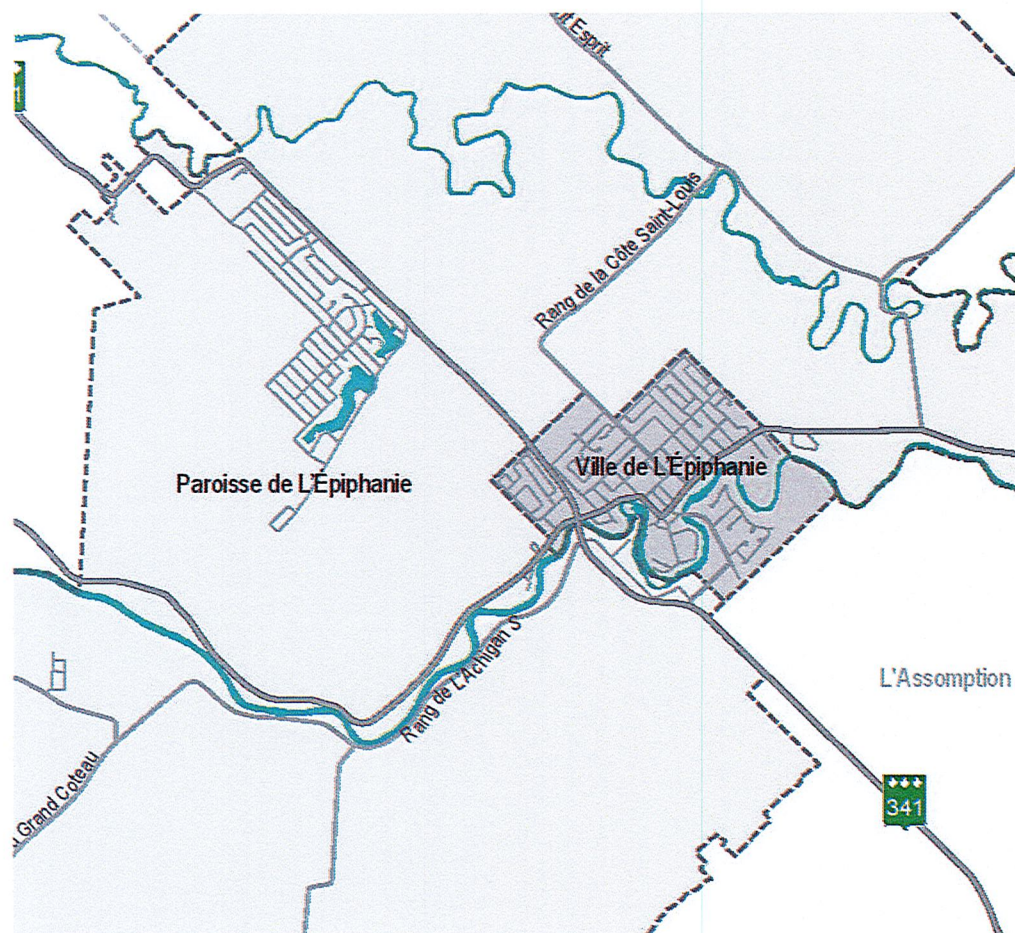 Esprit
Rang de la Côte Saint-Louis
Ville de L'Épiphanie
Paroisse de L'Épiphanie
Rang de L'Achigan S
L'Assomption
Grand Coteau
341